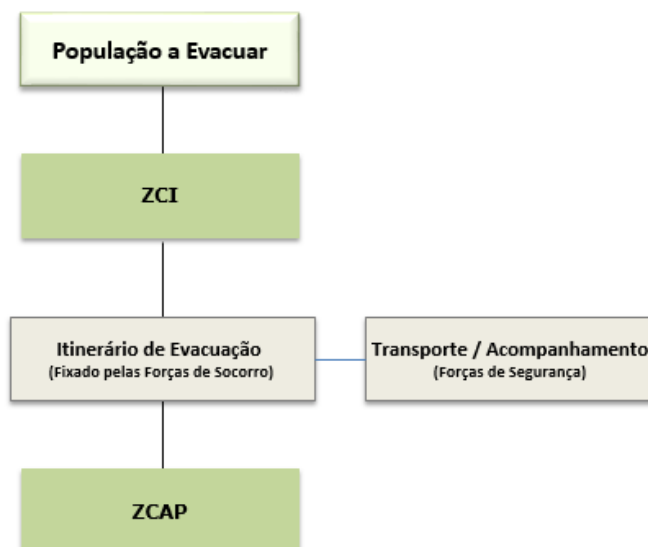 População a Evacuar
ZCI
Itinerário de Evacuação
(Fixado pelas Forças de Socorro)
Transporte / Acompanhamento
(Forças de Segurança)
ZCAP